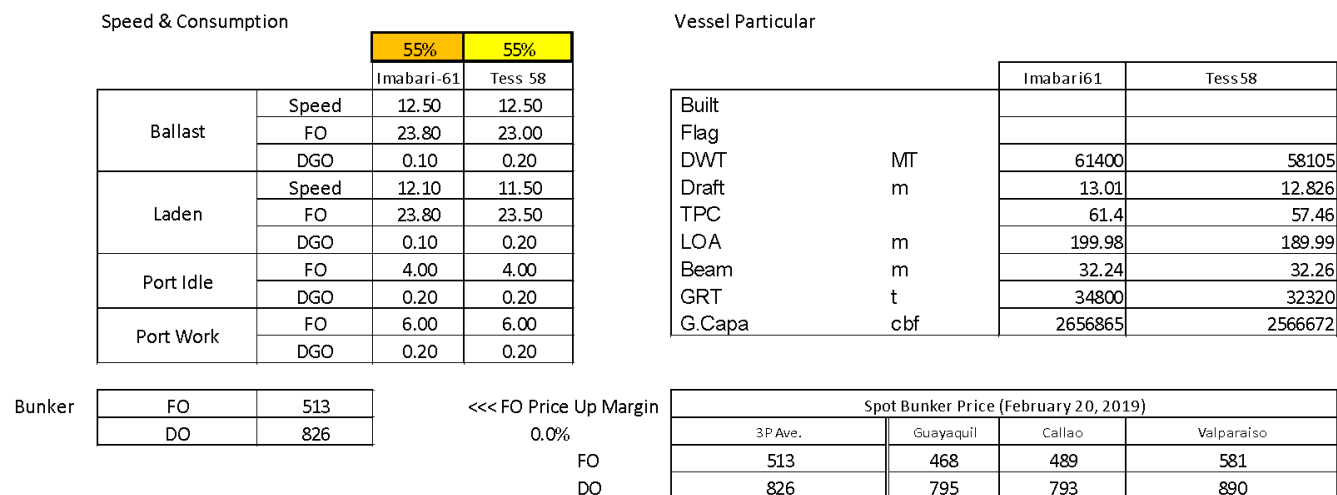 Speed & Consumption
55% 55%
Imabari-61 Tess 58
Ballast Speed 12.50 12.50
FO 23.80 23.00
DGO 0.10 0.20
Laden Speed 12.10 11.50
FO 23.80 23.50
DGO 0.10 0.20
Port Idle FO 4.00 4.00
DGO 0.20 0.20
Port Work FO 6.00 6.00
DGO 0.20 0.20
Vessel Particular
Imabari61 Tess58
Built
Flag
DWT MT 61400 58105
Draft m 13.01 12.826
TPC 61.4 57.46
LOA m 199.98 189.99
Beam m 32.24 32.26
GRT t 34800 32320
G.Capa cbf 2656865 2566672
Bunker FO 513
DO 826
<<< FO Price Up Margin
0.0%
Spot Bunker Price (February 20, 2019)
3P Ave. Guayaquil Callao Valparaiso
FO 513 468 489 581
DO 826 795 793 890